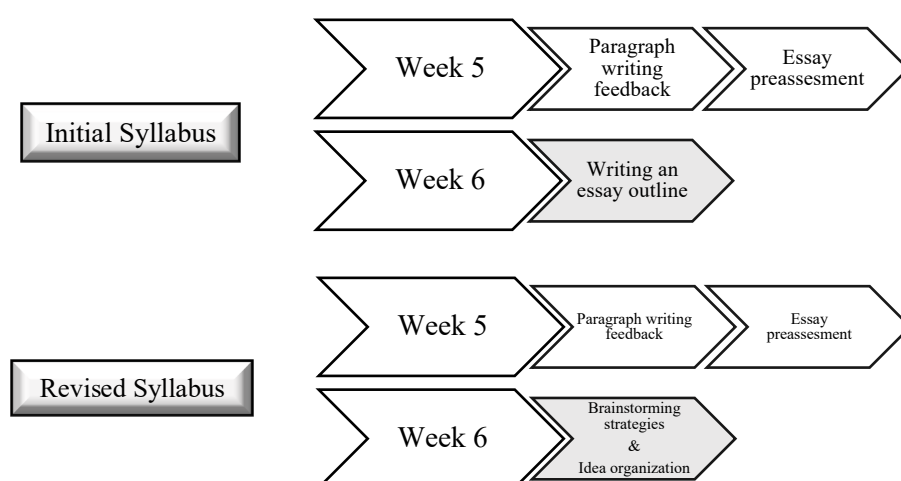 Initial Syllabus
Week 5
Paragraph
writing
feedback
Essay
preassesment
Week 6
Writing an
essay outline
Revised Syllabus
Week 5
Paragraph writing
feedback
Essay
preassesment
Week 6
Brainstorming
strategies
&
Idea organization